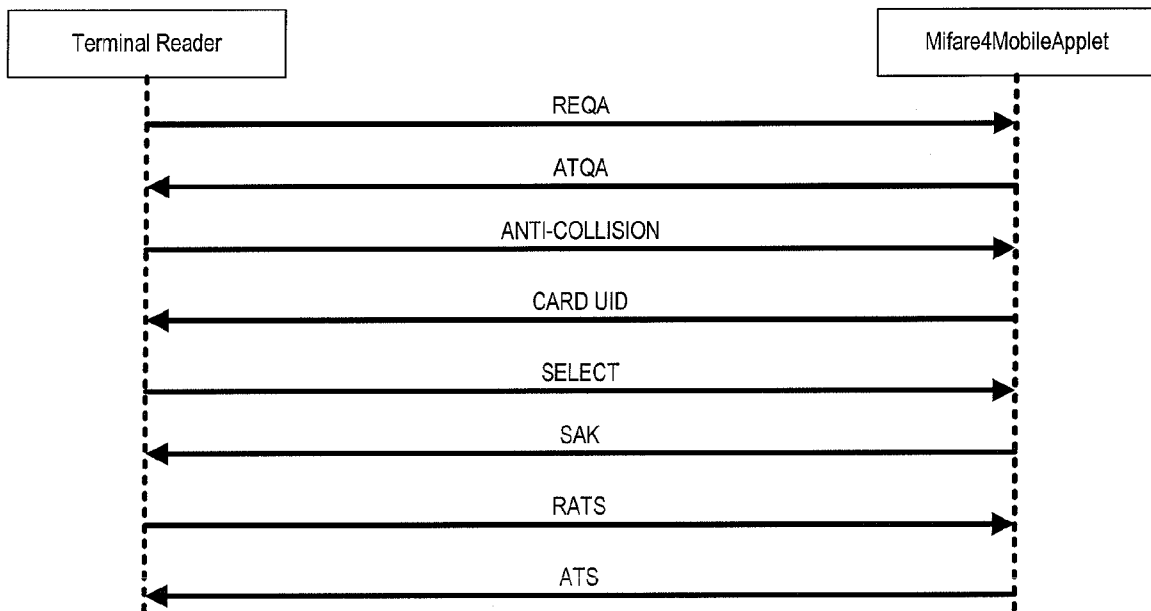 Terminal Reader
Mifare4MobileApplet
REQA
ATQA
ANTI-COLLISION
CARD UID
SELECT
SAK
RATS
ATS